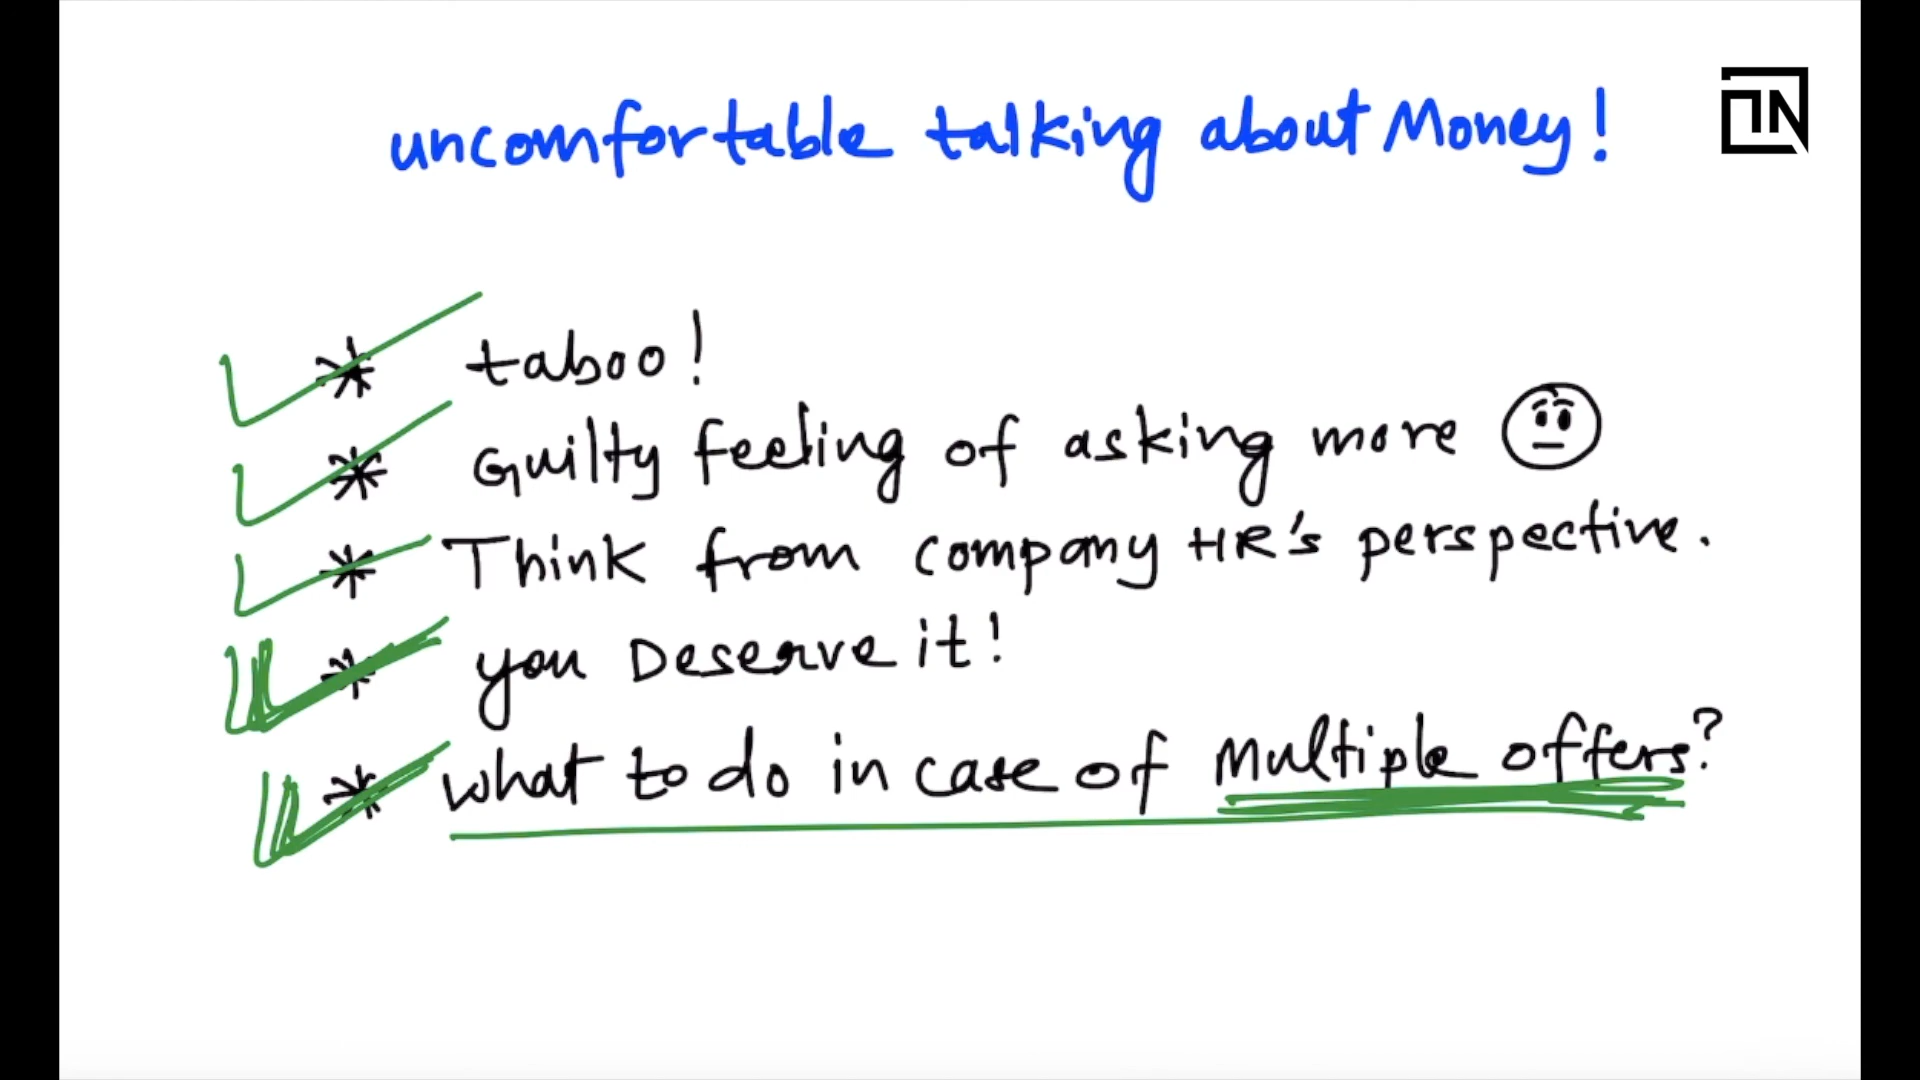 uncomfortable talking about Money!
* taboo!
* Guilty feeling of asking more
* Think from company HR's perspective.
* you Deserve it!
* what to do in case of multiple offers?